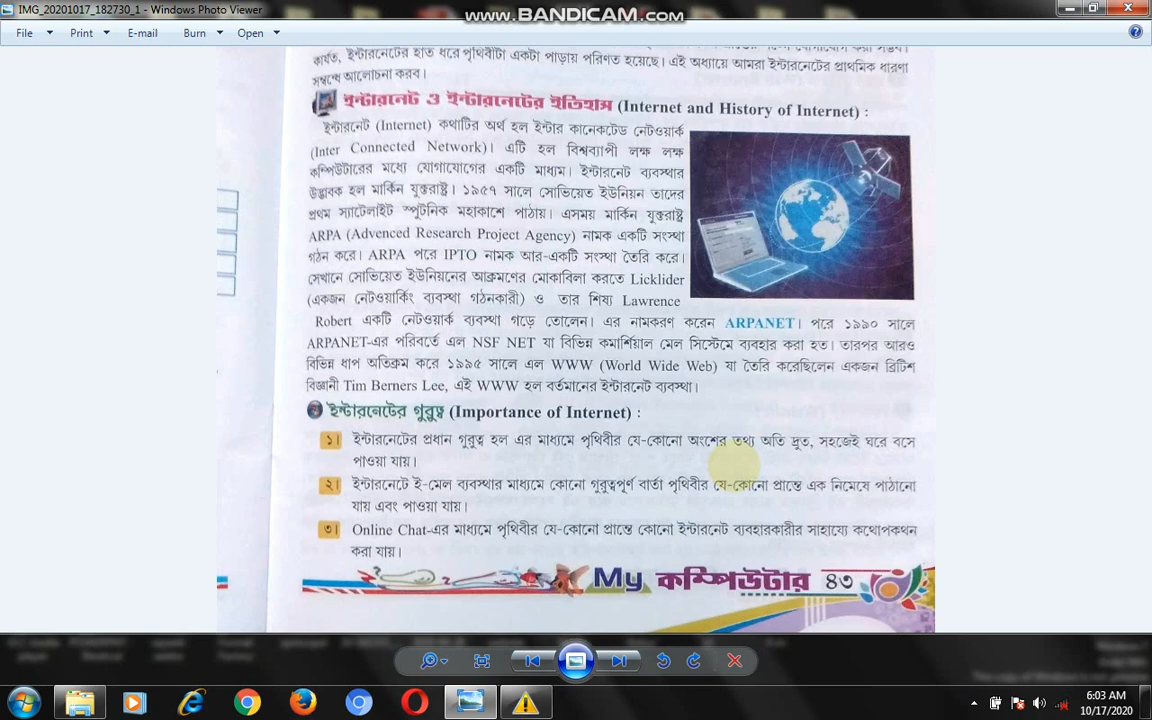 IMG_20201017_182730_1 - Windows Photo Viewer
www.BANDICAM.com
File Print E-mail Burn Open
কার্যত, ইন্টারনেটের হাত ধরে পৃথিবীটা একটা পাড়ায় পরিণত হয়েছে। এই অধ্যায়ে আমরা ইন্টারনেটের প্রাথমিক ধারণা
সম্বন্ধে আলোচনা করব।
ইন্টারনেট ও ইন্টারনেটের ইতিহাস (Internet and History of Internet) :
ইন্টারনেট (Internet) কথাটির অর্থ হল ইন্টার কানেকটেড নেটওয়ার্ক
(Inter Connected Network)। এটি হল বিশ্বব্যাপী লক্ষ লক্ষ
কম্পিউটারের মধ্যে যোগাযোগের একটি মাধ্যম। ইন্টারনেট ব্যবস্থার
উদ্ভাবক হল মার্কিন যুক্তরাষ্ট্র। ১৯৫৭ সালে সোভিয়েত ইউনিয়ন তাদের
প্রথম স্যাটেলাইট স্পুটনিক মহাকাশে পাঠায়। এসময় মার্কিন যুক্তরাষ্ট্র
ARPA (Advenced Research Project Agency) নামক একটি সংস্থা
গঠন করে। ARPA পরে IPTO নামক আর-একটি সংস্থা তৈরি করে।
সেখানে সোভিয়েত ইউনিয়নের আক্রমণের মোকাবিলা করতে Licklider
(একজন নেটওয়ার্কিং ব্যবস্থা গঠনকারী) ও তার শিষ্য Lawrence
Robert একটি নেটওয়ার্ক ব্যবস্থা গড়ে তোলেন। এর নামকরণ করেন ARPANET। পরে ১৯৯০ সালে
ARPANET-এর পরিবর্তে এল NSF NET যা বিভিন্ন কমার্শিয়াল মেল সিস্টেমে ব্যবহার করা হত। তারপর আরও
বিভিন্ন ধাপ অতিক্রম করে ১৯৯৫ সালে এল WWW (World Wide Web) যা তৈরি করেছিলেন একজন ব্রিটিশ
বিজ্ঞানী Tim Berners Lee, এই WWW হল বর্তমানের ইন্টারনেট ব্যবস্থা।
ইন্টারনেটের গুরুত্ব (Importance of Internet) :
১। ইন্টারনেটের প্রধান গুরুত্ব হল এর মাধ্যমে পৃথিবীর যে-কোনো অংশের তথ্য অতি দ্রুত, সহজেই ঘরে বসে
পাওয়া যায়।
২। ইন্টারনেটে ই-মেল ব্যবস্থার মাধ্যমে কোনো গুরুত্বপূর্ণ বার্তা পৃথিবীর যে-কোনো প্রান্তে এক নিমেষে পাঠানো
যায় এবং পাওয়া যায়।
৩। Online Chat-এর মাধ্যমে পৃথিবীর যে-কোনো প্রান্তে কোনো ইন্টারনেট ব্যবহারকারীর সাহায্যে কথোপকথন
করা যায়।
My কম্পিউটার ৪৩
6:03 AM
10/17/2020